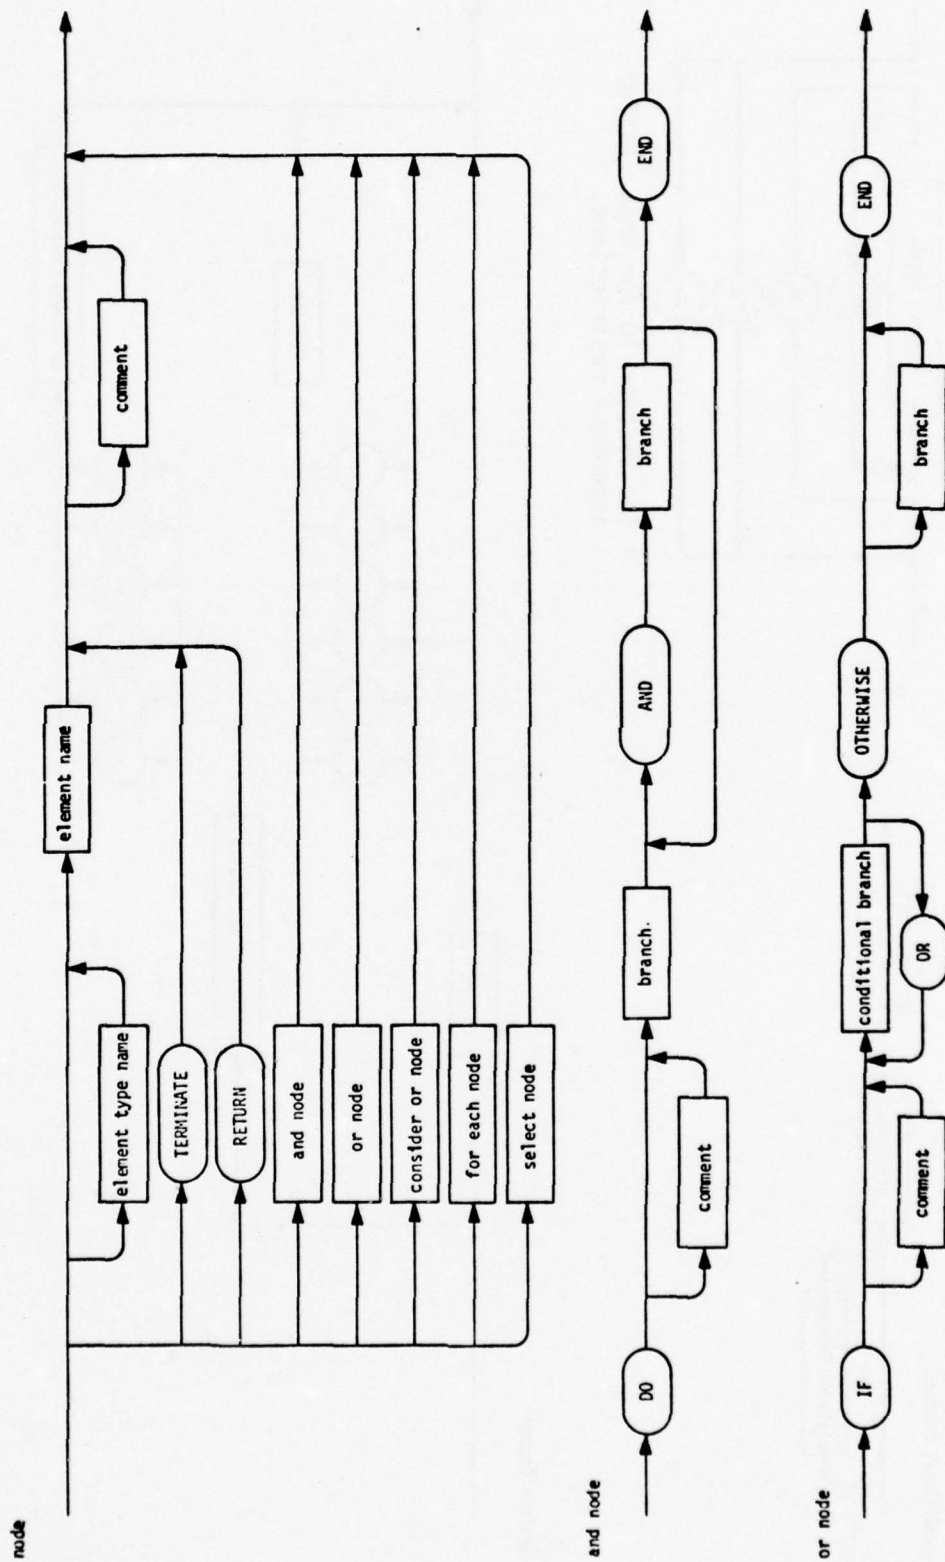 node
element type name
element name
comment
TERMINATE
RETURN
and node
or node
consider or node
for each node
select node
and node
DO
comment
branch.
AND
branch
END
or node
IF
comment
conditional branch
OR
OTHERWISE
branch
END